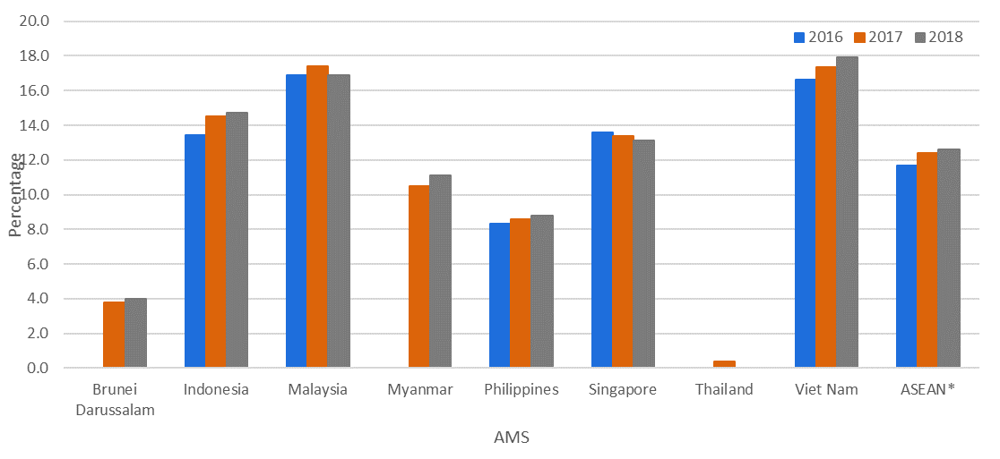 20.0
2016 2017 2018
18.0
16.0
14.0
12.0
10.0
8.0
6.0
4.0
2.0
0.0
Percentage
Brunei Indonesia Malaysia Myanmar Philippines Singapore Thailand Viet Nam ASEAN*
Darussalam
AMS